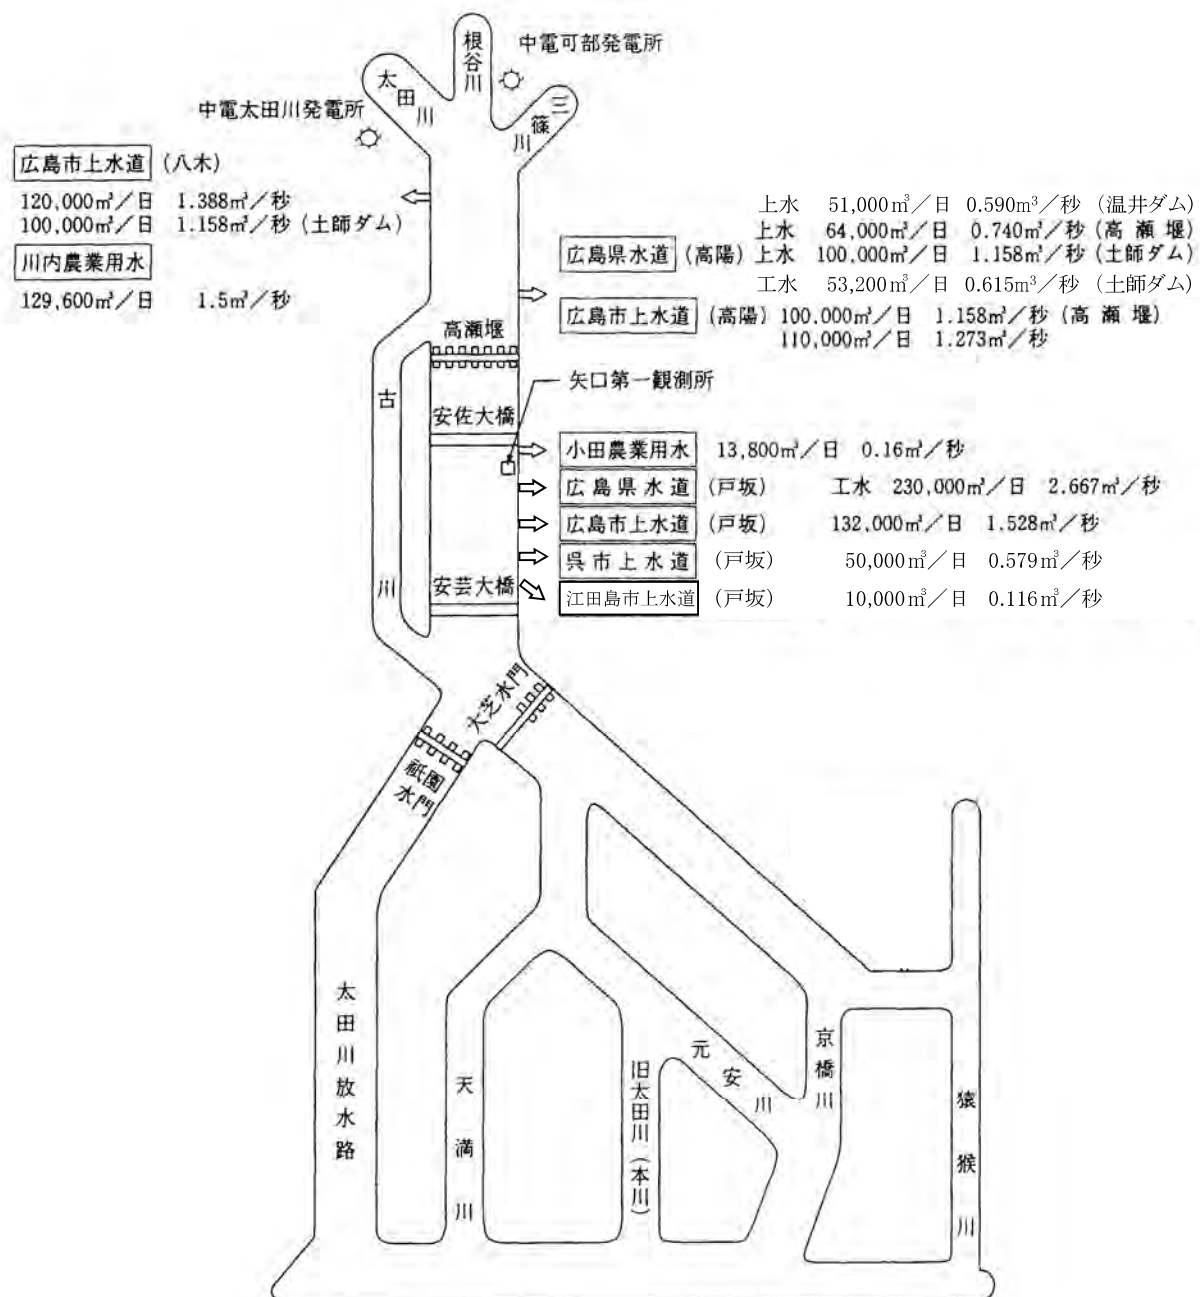 根谷川
中電可部発電所
太田川
三篠川
中電太田川発電所
広島市上水道 (八木)
120,000㎥／日 1.388㎥／秒
100,000㎥／日 1.158㎥／秒 (土師ダム)
川内農業用水
129,600㎥／日 1.5㎥／秒
上水 51,000㎥／日 0.590m³／秒 (温井ダム)
上水 64,000㎥／日 0.740㎥／秒 (高瀬堰)
広島県水道 (高陽) 上水 100,000㎥／日 1.158㎥／秒 (土師ダム)
工水 53,200㎥／日 0.615m³／秒 (土師ダム)
広島市上水道 (高陽) 100.000㎥／日 1.158㎥／秒 (高瀬堰)
110,000㎥／日 1.273㎥／秒
高瀬堰
矢口第一観測所
古川
安佐大橋
小田農業用水 13,800㎥／日 0.16㎥／秒
広島県水道 (戸坂) 工水 230,000㎥／日 2.667㎥／秒
広島市上水道 (戸坂) 132,000㎥／日 1.528㎥／秒
呉市上水道 (戸坂) 50,000㎥／日 0.579㎥／秒
安芸大橋
江田島市上水道 (戸坂) 10,000㎥／日 0.116㎥／秒
大芝水門
祇園水門
太田川放水路
天満川
旧太田川(本川)
元安川
京橋川
猿猴川